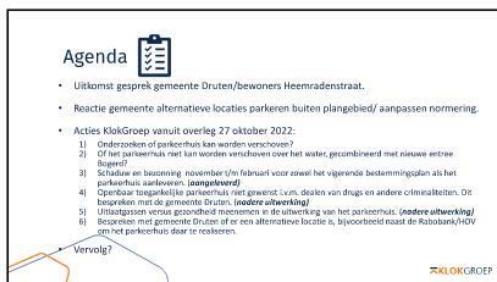 Agenda
• Uitkomst gesprek gemeente Druten/bewoners Heemradenstraat.
• Reactie gemeente alternatieve locaties parkeren buiten plangebied/ aanpassen normering.
• Acties KlokGroep vanuit overleg 27 oktober 2022:
1) Onderzoeken of parkeerhuis kan worden verschoven?
2) Of het parkeerhuis niet kan worden verschoven over het water, gecombineerd met nieuwe entree
Bogerd?
3) Schaduw en bezonning november t/m februari voor zowel het vigerende bestemmingsplan als het
parkeerhuis aanleveren. (aangeleverd)
4) Openbaar toegankelijke parkeerhuis niet gewenst i.v.m. dealen van drugs en andere criminaliteiten. Dit
bespreken met de gemeente Druten. (nadere uitwerking)
5) Uitlaatgassen versus gezondheid meenemen in de uitwerking van het parkeerhuis. (nadere uitwerking)
6) Bespreken met gemeente Druten of er een alternatieve locatie is, bijvoorbeeld naast de Rabobank/HOV
om het parkeerhuis daar te realiseren.
• Vervolg?
KLOKGROEP